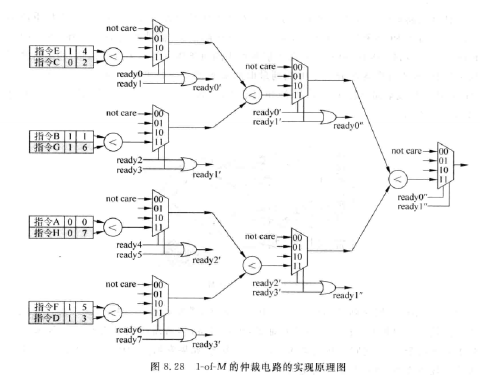 not care
00
01
10
11
指令E 1 4
指令C 0 2
<
ready0
ready1
ready0′
not care
00
01
10
11
ready0′
ready1′
ready0″
<
not care
00
01
10
11
指令B 1 1
指令G 1 6
<
ready2
ready3
ready1′
not care
00
01
10
11
<
ready0″
ready1″
not care
00
01
10
11
指令A 0 0
指令H 0 7
<
ready4
ready5
ready2′
not care
00
01
10
11
<
ready2′
ready3′
ready1″
not care
00
01
10
11
指令F 1 5
指令D 1 3
<
ready6
ready7
ready3′
图 8.28 1-of-M 的仲裁电路的实现原理图